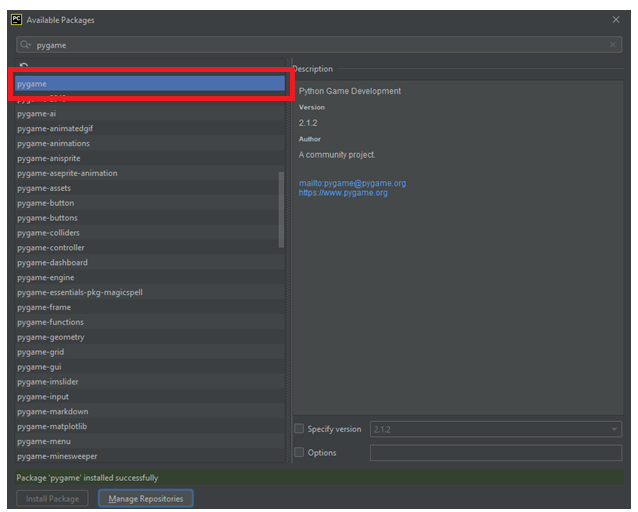 PC
Available Packages
pygame
Description
pygame
Python Game Development
Version
2.1.2
Author
A community project.
mailto:pygame@pygame.org
https://www.pygame.org
pygame-ai
pygame-animatedgif
pygame-animations
pygame-anisprite
pygame-aseprite-animation
pygame-assets
pygame-button
pygame-buttons
pygame-colliders
pygame-controller
pygame-dashboard
pygame-engine
pygame-essentials-pkg-magicspell
pygame-frame
pygame-functions
pygame-geometry
pygame-grid
pygame-gui
pygame-imslider
pygame-input
pygame-markdown
pygame-matplotlib
pygame-menu
pygame-minesweeper
Specify version
2.1.2
Options
Package 'pygame' installed successfully
Install Package
Manage Repositories